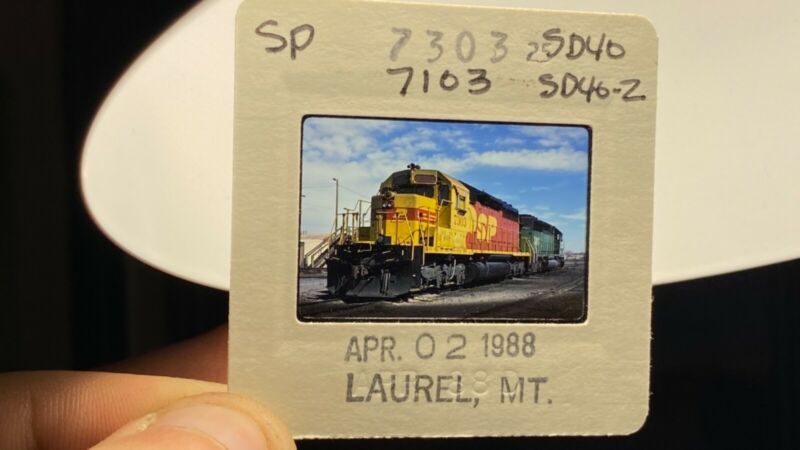 SP 7303 SD40
7103 SD40-2
SP
APR. 02 1988
LAUREL, MT.